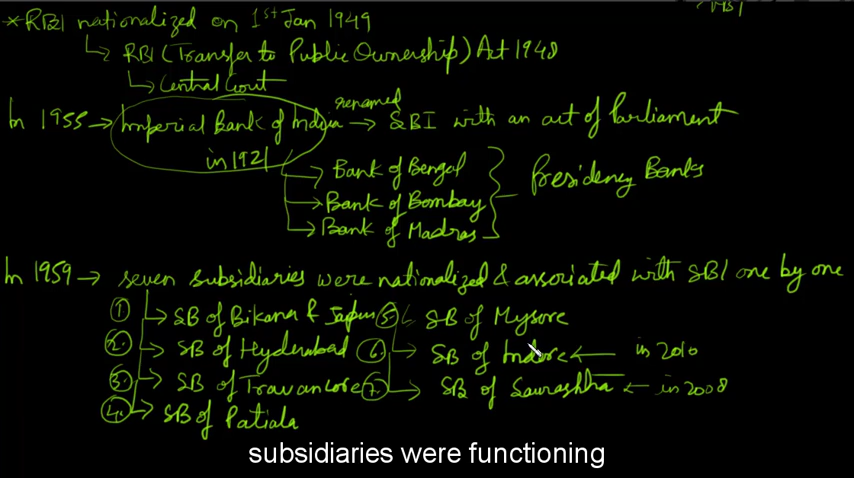 *RBI nationalized on 1st Jan 1949
RBI (Transfer to Public Ownership) Act 1948
Central Govt
renamed
In 1955 → Imperial Bank of India → SBI with an act of Parliament
in 1921
Bank of Bengal
Bank of Bombay
Bank of Madras
Presidency Banks
In 1959 → seven subsidiaries were nationalized & associated with SBI one by one
① SB of Bikaner & Jaipur ⑤ SB of Mysore
② SB of Hyderabad ⑥ SB of Indore ← in 2010
③ SB of Travancore ⑦ SB of Saurashtra ← in 2008
④ SB of Patiala
subsidiaries were functioning